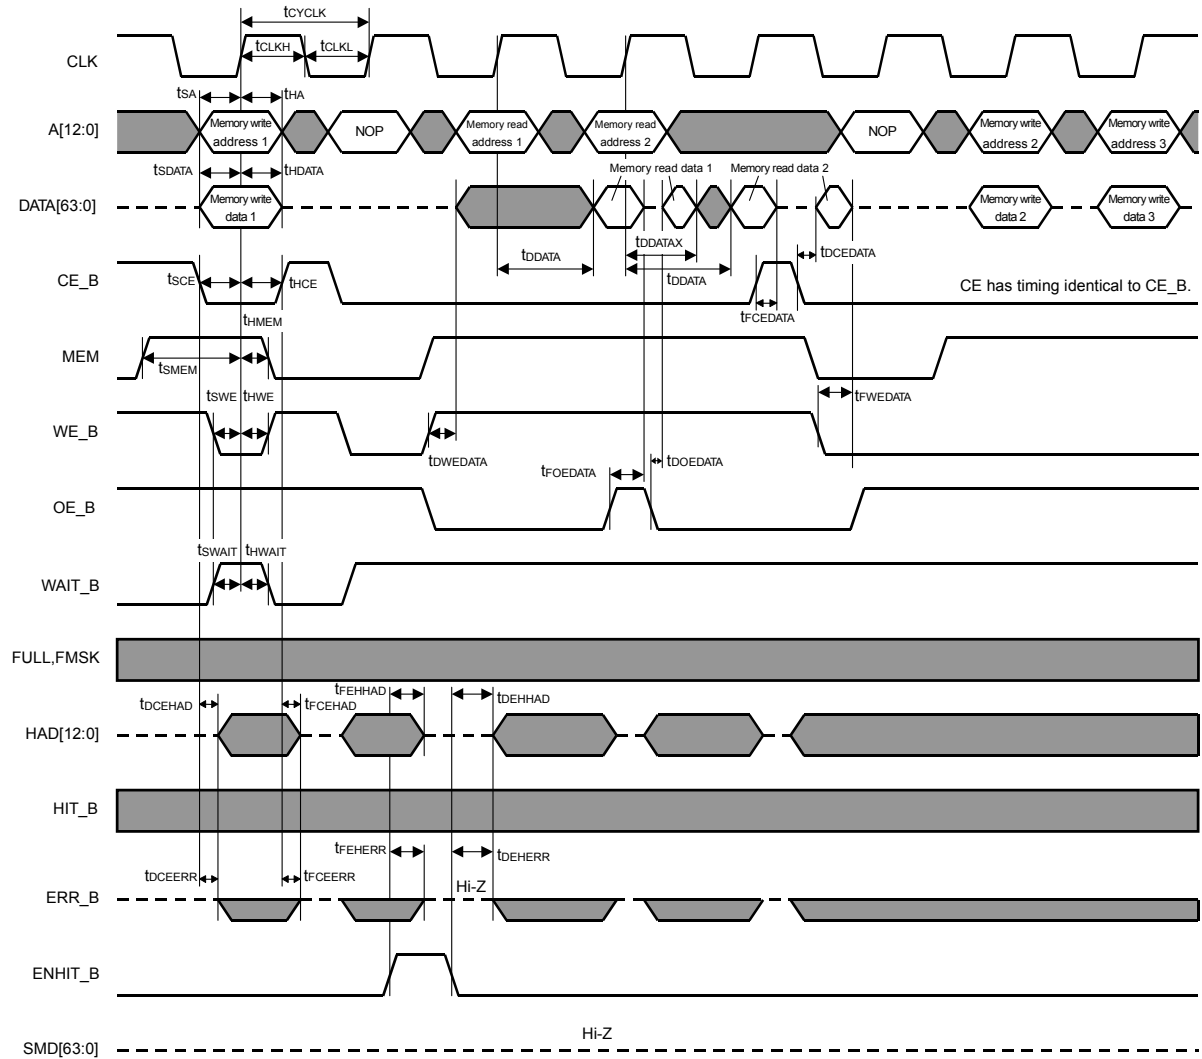 tCYCLK
CLK
tCLKH
tCLKL
tSA
tHA
A[12:0]
Memory write
address 1
NOP
Memory read
address 1
Memory read
address 2
NOP
Memory write
address 2
Memory write
address 3
tSDATA
tHDATA
Memory read data 1
Memory read data 2
DATA[63:0]
Memory write
data 1
Memory write
data 2
Memory write
data 3
tDDATAX
tDDATA
tDCEDATA
tDDATA
CE_B
tSCE
tHCE
CE has timing identical to CE_B.
tFCEDATA
tHMEM
MEM
tSMEM
tSWE
tHWE
tFWEDATA
WE_B
tDWEDATA
tFOEDATA
tDOEDATA
OE_B
tSWAIT
tHWAIT
WAIT_B
FULL,FMSK
tFEHHAD
tDEHHAD
tDCEHAD
tFCEHAD
HAD[12:0]
HIT_B
tFEHERR
tDEHERR
tDCEERR
tFCEERR
Hi-Z
ERR_B
ENHIT_B
Hi-Z
SMD[63:0]